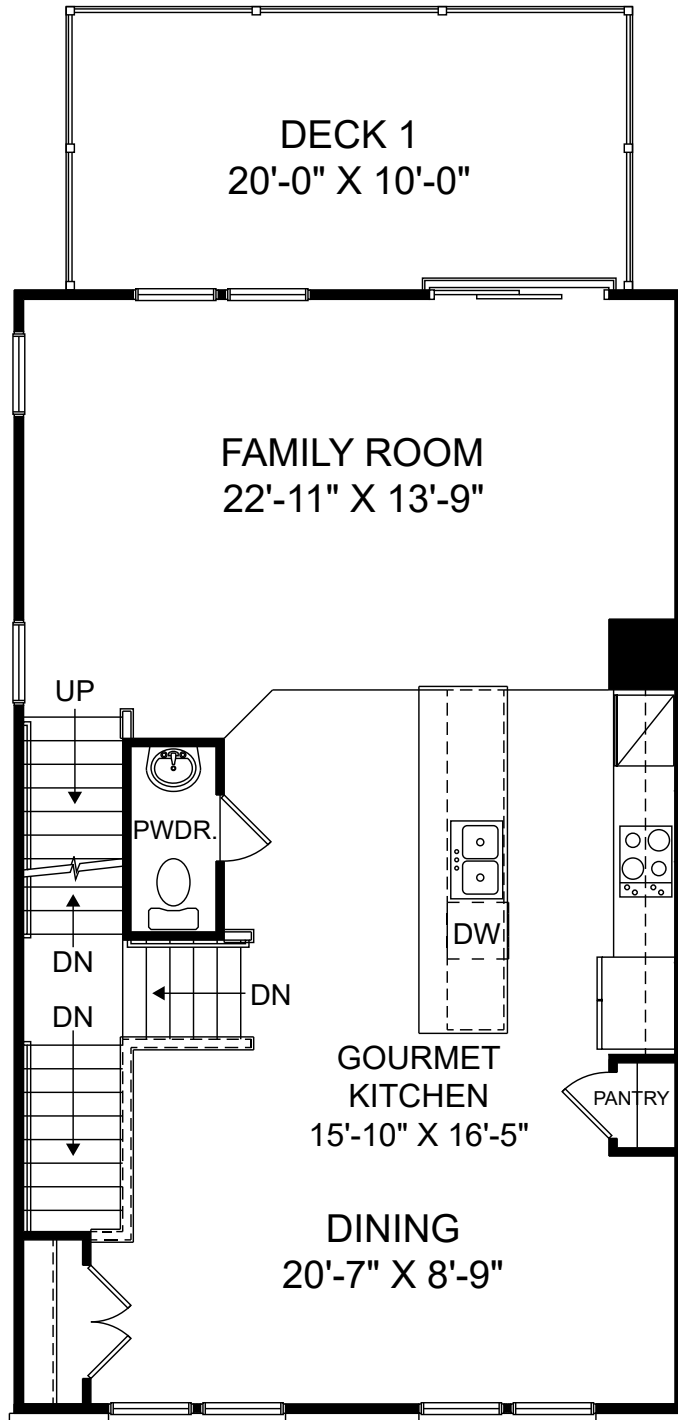 DECK 1
20'-0" X 10'-0"
FAMILY ROOM
22'-11" X 13'-9"
UP
PWDR.
DW
DN
DN
DN
GOURMET
KITCHEN
15'-10" X 16'-5"
PANTRY
DINING
20'-7" X 8'-9"